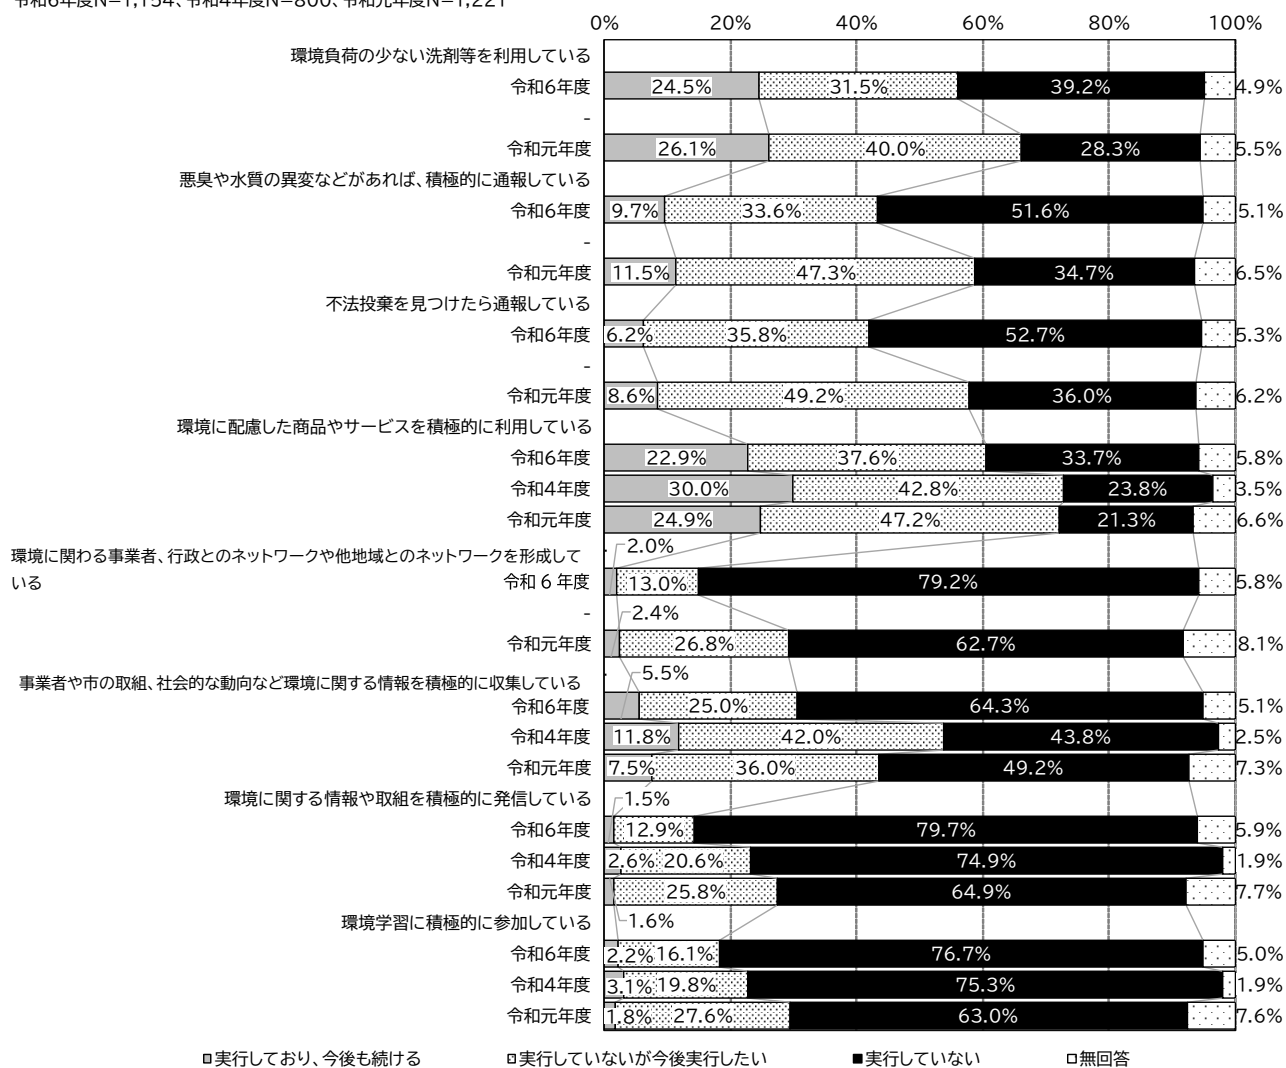 令和6年度N=1,154、令和4年度N=800、令和元年度N=1,221
0% 20% 40% 60% 80% 100%
環境負荷の少ない洗剤等を利用している
令和6年度 24.5% 31.5% 39.2% 4.9%
-
令和元年度 26.1% 40.0% 28.3% 5.5%
悪臭や水質の異変などがあれば、積極的に通報している
令和6年度 9.7% 33.6% 51.6% 5.1%
-
令和元年度 11.5% 47.3% 34.7% 6.5%
不法投棄を見つけたら通報している
令和6年度 6.2% 35.8% 52.7% 5.3%
-
令和元年度 8.6% 49.2% 36.0% 6.2%
環境に配慮した商品やサービスを積極的に利用している
令和6年度 22.9% 37.6% 33.7% 5.8%
令和4年度 30.0% 42.8% 23.8% 3.5%
令和元年度 24.9% 47.2% 21.3% 6.6%
環境に関わる事業者、行政とのネットワークや他地域とのネットワークを形成して
いる
2.0%
令和6年度 13.0% 79.2% 5.8%
-
2.4%
令和元年度 26.8% 62.7% 8.1%
事業者や市の取組、社会的な動向など環境に関する情報を積極的に収集している
5.5%
令和6年度 25.0% 64.3% 5.1%
令和4年度 11.8% 42.0% 43.8% 2.5%
令和元年度 7.5% 36.0% 49.2% 7.3%
環境に関する情報や取組を積極的に発信している
1.5%
令和6年度 12.9% 79.7% 5.9%
令和4年度 2.6% 20.6% 74.9% 1.9%
令和元年度 25.8% 64.9% 7.7%
環境学習に積極的に参加している
1.6%
令和6年度 2.2% 16.1% 76.7% 5.0%
令和4年度 3.1% 19.8% 75.3% 1.9%
令和元年度 1.8% 27.6% 63.0% 7.6%
実行しており、今後も続ける 実行していないが今後実行したい 実行していない 無回答